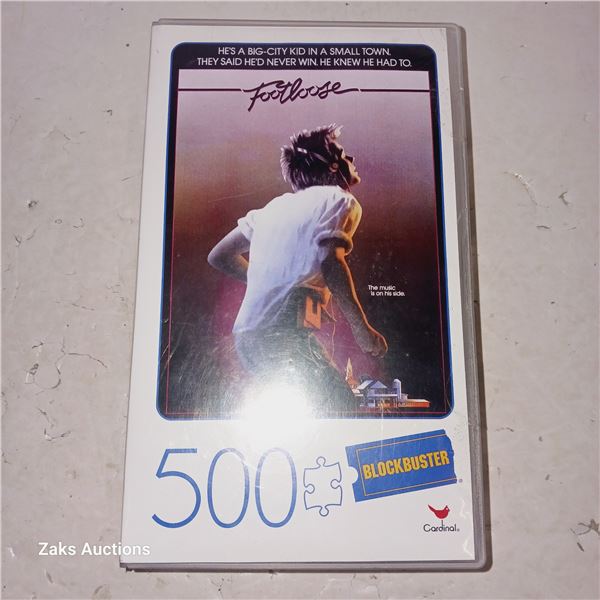 HE'S A BIG-CITY KID IN A SMALL TOWN.
THEY SAID HE'D NEVER WIN. HE KNEW HE HAD TO.
Footloose
The music
is on his side.
500
BLOCKBUSTER®
Cardinal®
Zaks Auctions